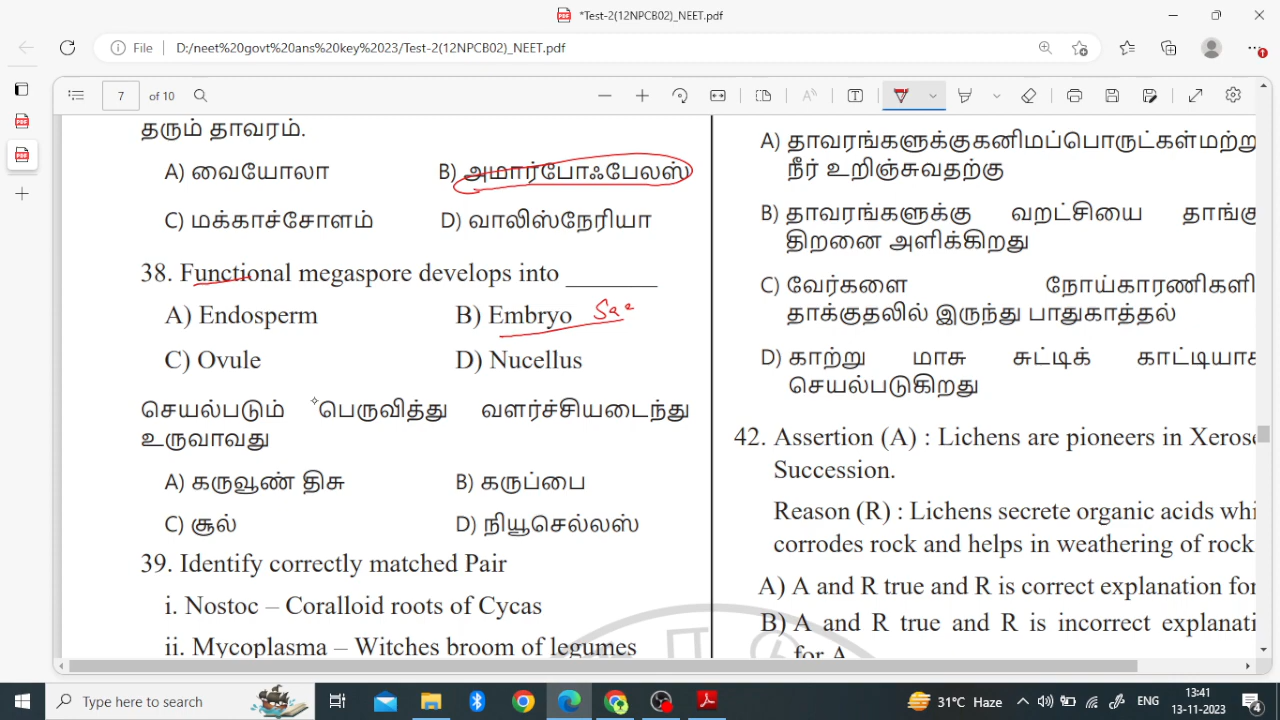 *Test-2(12NPCB02)_NEET.pdf
File
D:/neet%20govt%20ans%20key%2023/Test-2(12NPCB02)_NEET.pdf
7 of 10
தரும் தாவரம்.
A) வையோலா B) அமார்போஃபேலஸ்
C) மக்காச்சோளம் D) வாலிஸ்நேரியா
38. Functional megaspore develops into ________
A) Endosperm B) Embryo Sac
C) Ovule D) Nucellus
செயல்படும் பெருவித்து வளர்ச்சியடைந்து
உருவாவது
A) கருவூண் திசு B) கருப்பை
C) சூல் D) நியூசெல்லஸ்
39. Identify correctly matched Pair
i. Nostoc – Coralloid roots of Cycas
ii. Mycoplasma – Witches broom of legumes
A) தாவரங்களுக்குகனிமப்பொருட்கள்மற்று
நீர் உறிஞ்சுவதற்கு
B) தாவரங்களுக்கு வறட்சியை தாங்கு
திறனை அளிக்கிறது
C) வேர்களை நோய்காரணிகளி
தாக்குதலில் இருந்து பாதுகாத்தல்
D) காற்று மாசு சுட்டிக் காட்டியாக
செயல்படுகிறது
42. Assertion (A) : Lichens are pioneers in Xerose
Succession.
Reason (R) : Lichens secrete organic acids whi
corrodes rock and helps in weathering of rock
A) A and R true and R is correct explanation for
B) A and R true and R is incorrect explanati
for A
Type here to search
31°C Haze
ENG
13:41
13-11-2023
4